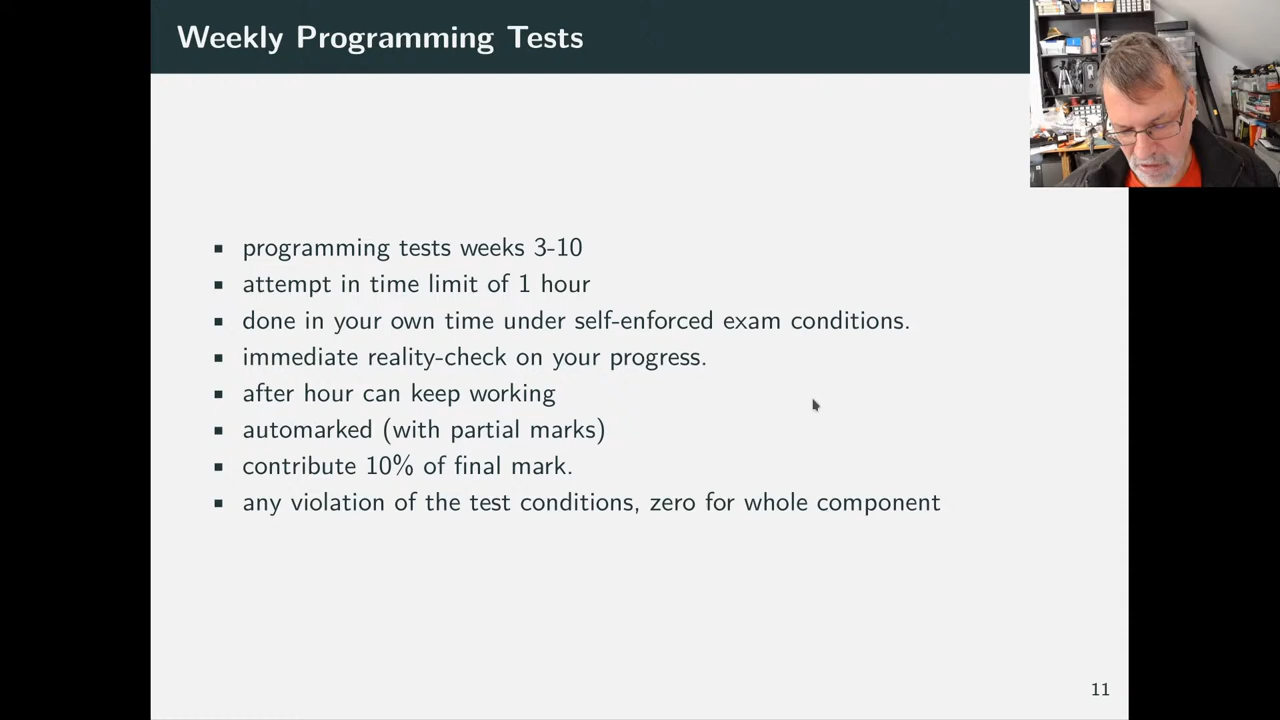 Weekly Programming Tests
▪ programming tests weeks 3-10
▪ attempt in time limit of 1 hour
▪ done in your own time under self-enforced exam conditions.
▪ immediate reality-check on your progress.
▪ after hour can keep working
▪ automarked (with partial marks)
▪ contribute 10% of final mark.
▪ any violation of the test conditions, zero for whole component
11